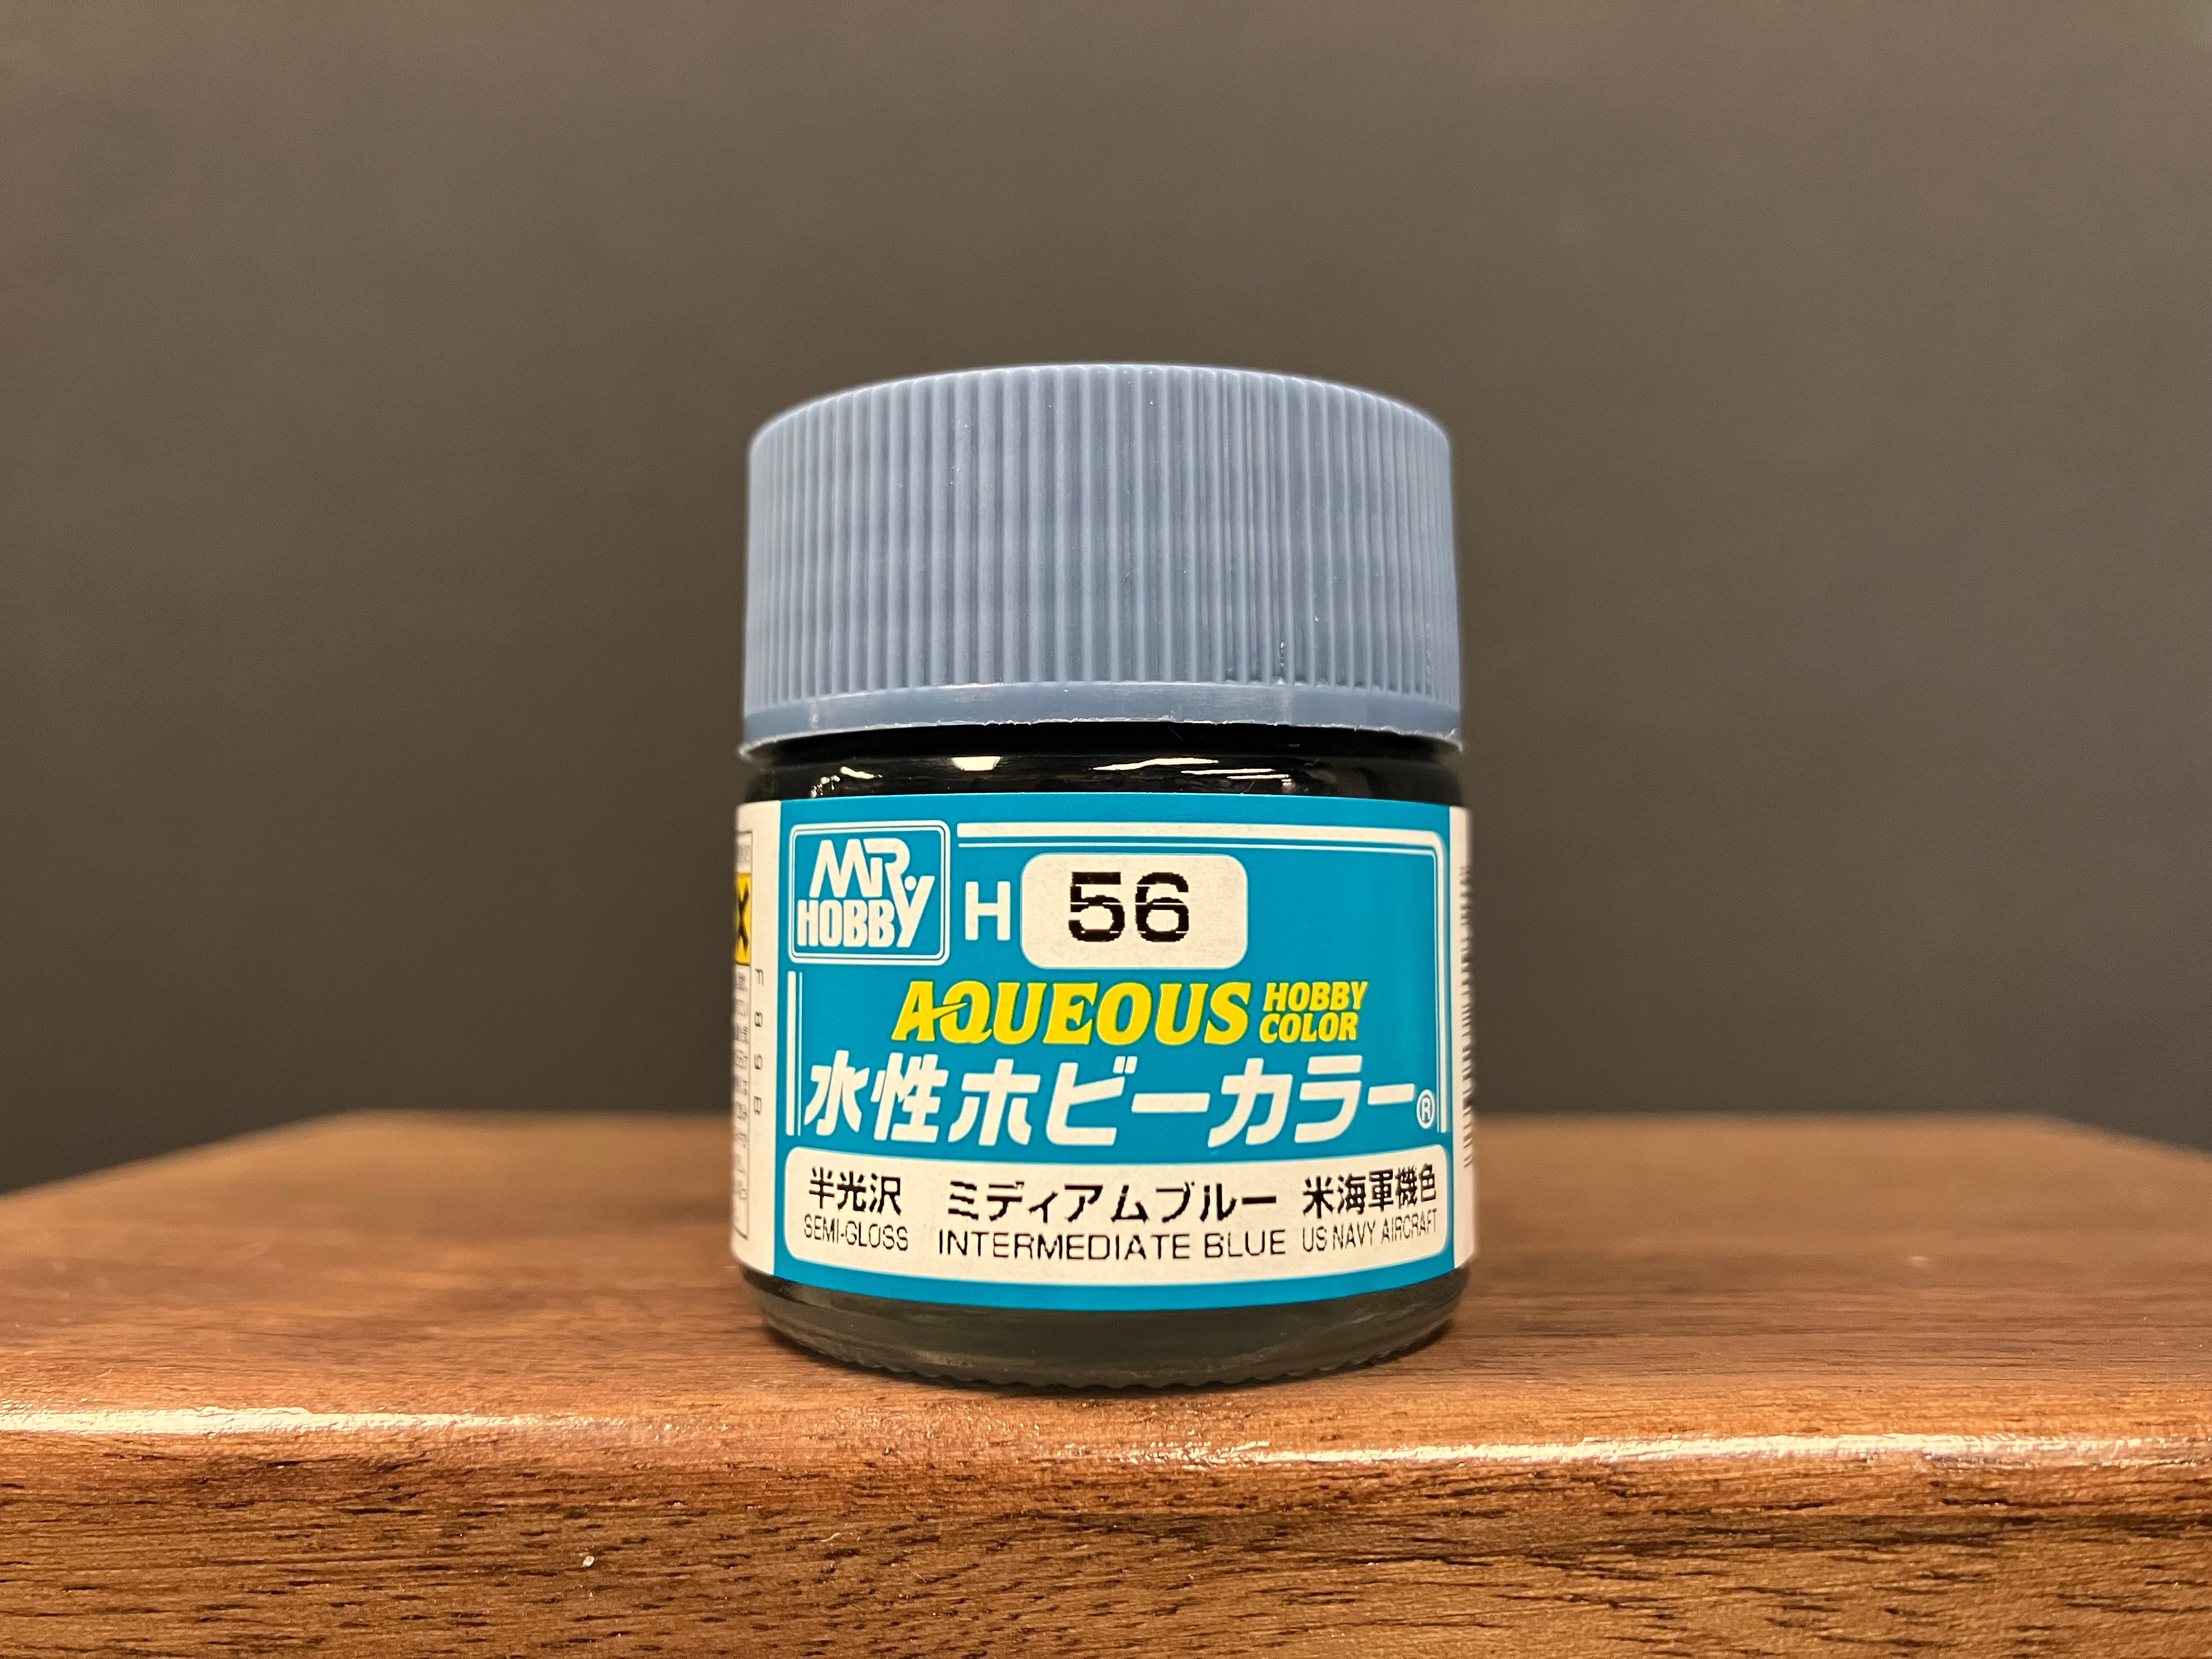 MR. HOBBY
H 56
AQUEOUS HOBBY COLOR
水性ホビーカラー®
半光沢 ミディアムブルー 米海軍機色
SEMI-GLOSS INTERMEDIATE BLUE US NAVY AIRCRAFT